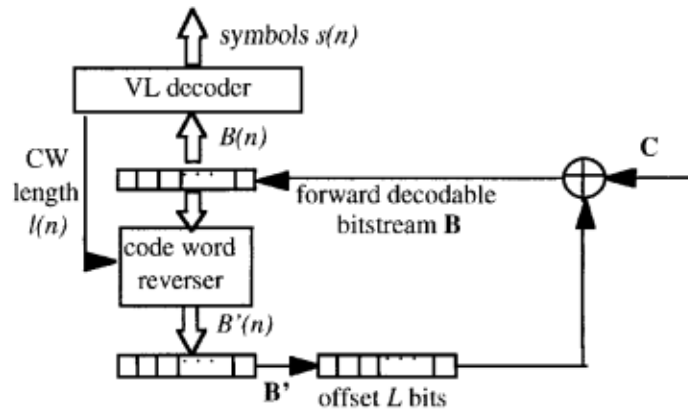 symbols s(n)
VL decoder
B(n)
CW
length
l(n)
C
forward decodable
bitstream B
code word
reverser
B'(n)
B'
offset L bits